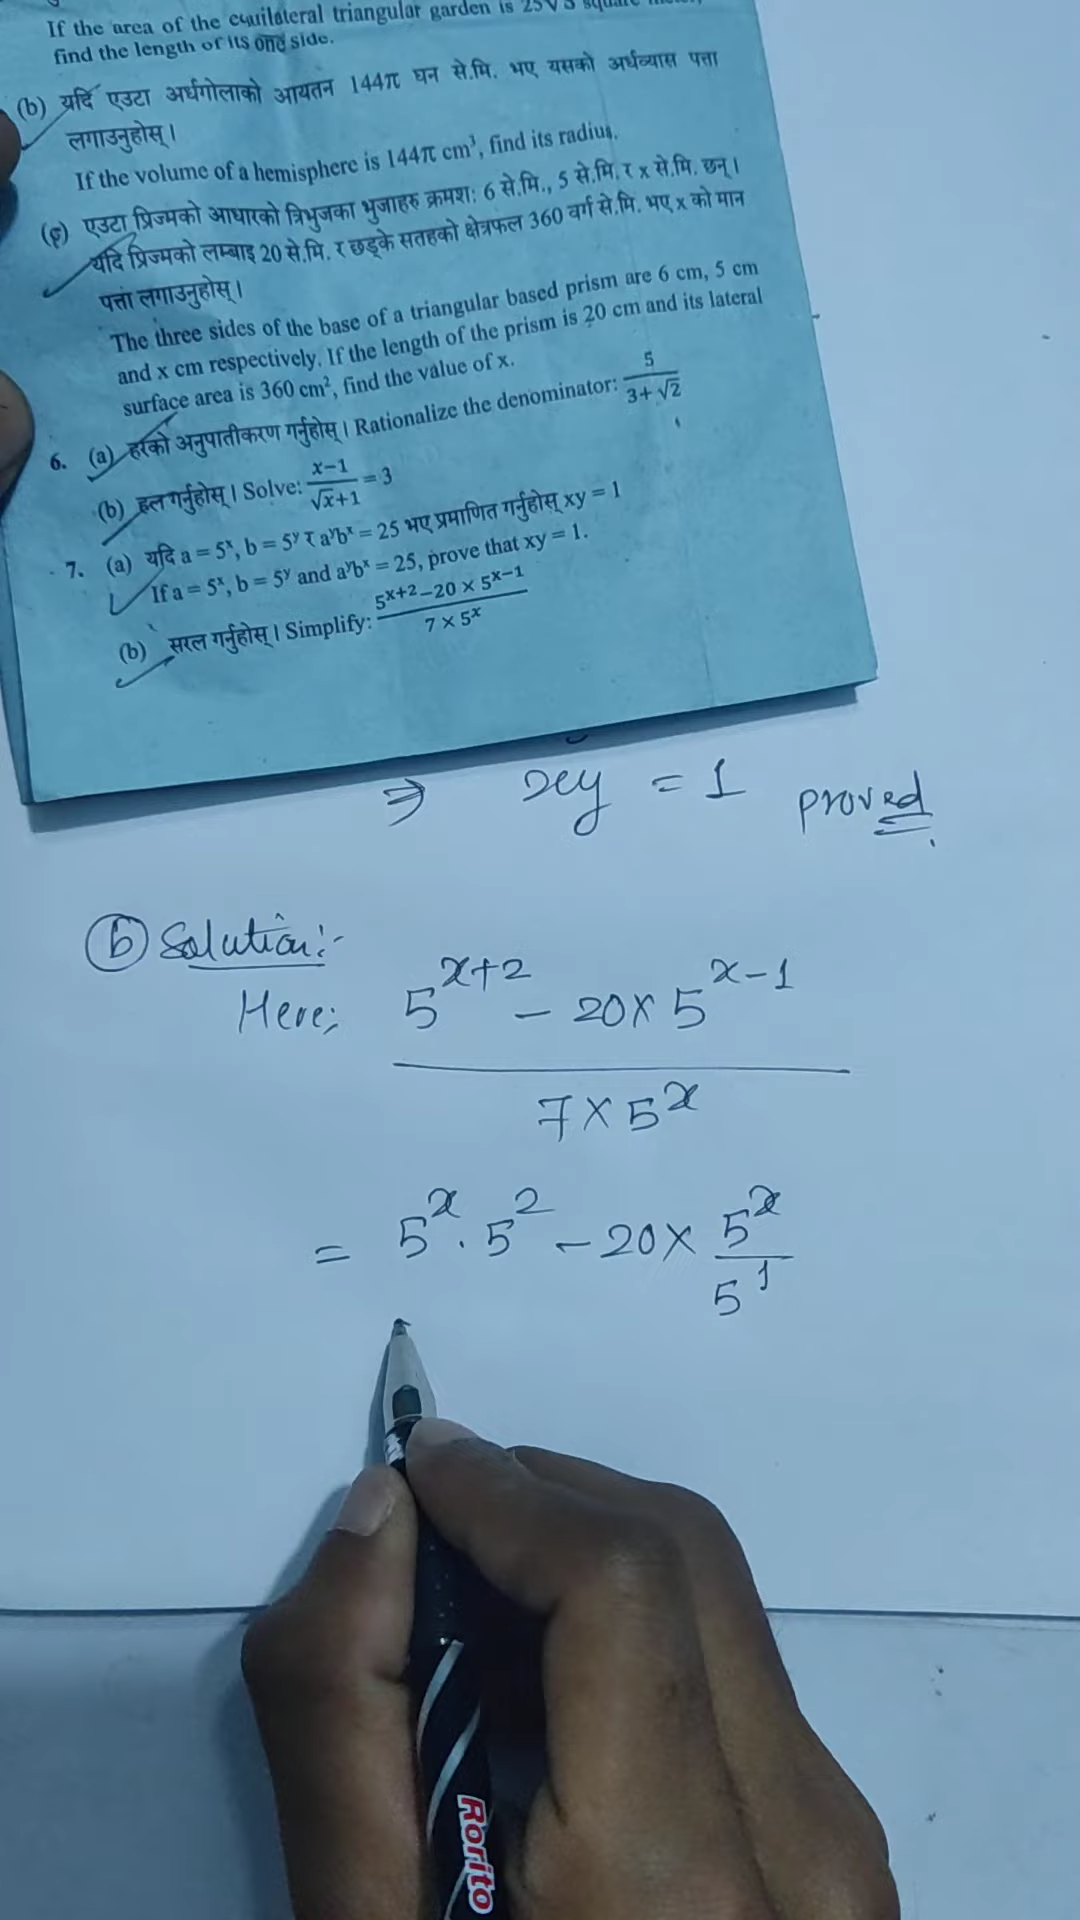 If the area of the equilateral triangular garden is 25√3 square
find the length of its one side.
(b) यदि एउटा अर्धगोलाको आयतन 144π घन से.मि. भए यसको अर्धव्यास पत्ता
लगाउनुहोस् ।
If the volume of a hemisphere is 144π cm³, find its radius.
एउटा प्रिज्मको आधारको त्रिभुजका भुजाहरु क्रमश: 6 से.मि., 5 से.मि. र x से.मि. छन् ।
यदि प्रिज्मको लम्बाइ 20 से.मि. र छड्के सतहको क्षेत्रफल 360 वर्ग से.मि. भए x को मान
पत्ता लगाउनुहोस् ।
The three sides of the base of a triangular based prism are 6 cm, 5 cm
and x cm respectively. If the length of the prism is 20 cm and its lateral
surface area is 360 cm², find the value of x.
6. (a) हरको अनुपातीकरण गर्नुहोस् । Rationalize the denominator: 5/(3+√2)
(b) हल गर्नुहोस् । Solve: (x−1)/(√x+1) = 3
7. (a) यदि a = 5ˣ, b = 5ʸ र aʸbˣ = 25 भए प्रमाणित गर्नुहोस् xy = 1
If a = 5ˣ, b = 5ʸ and aʸbˣ = 25, prove that xy = 1.
(b) सरल गर्नुहोस् । Simplify: (5ˣ⁺²−20 × 5ˣ⁻¹)/(7 × 5ˣ)
⇒ xy = 1 proved.
(b) Solution:-
Here; 5ˣ⁺² − 20 × 5ˣ⁻¹
7 × 5ˣ
= 5ˣ . 5² − 20 × 5ˣ/5¹
Rorito